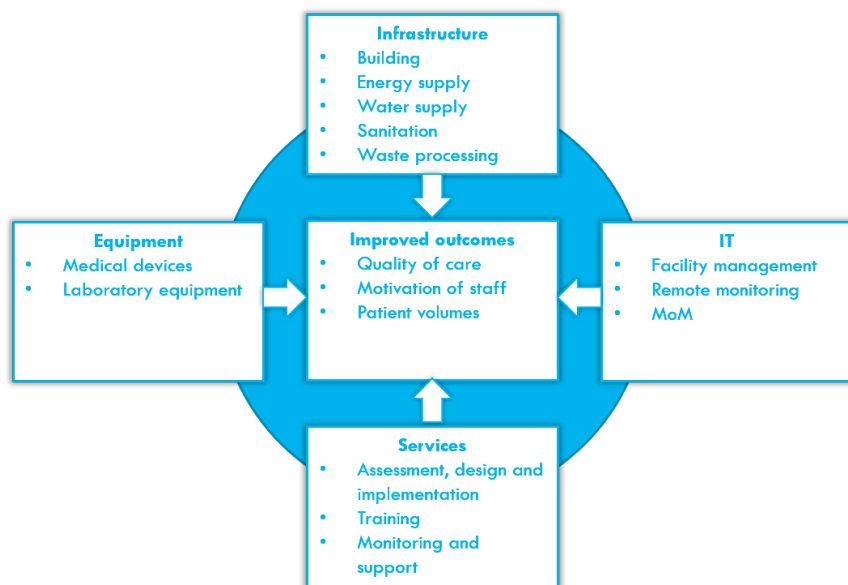 Infrastructure
• Building
• Energy supply
• Water supply
• Sanitation
• Waste processing
Equipment
• Medical devices
• Laboratory equipment
Improved outcomes
• Quality of care
• Motivation of staff
• Patient volumes
IT
• Facility management
• Remote monitoring
• MoM
Services
• Assessment, design and
implementation
• Training
• Monitoring and
support